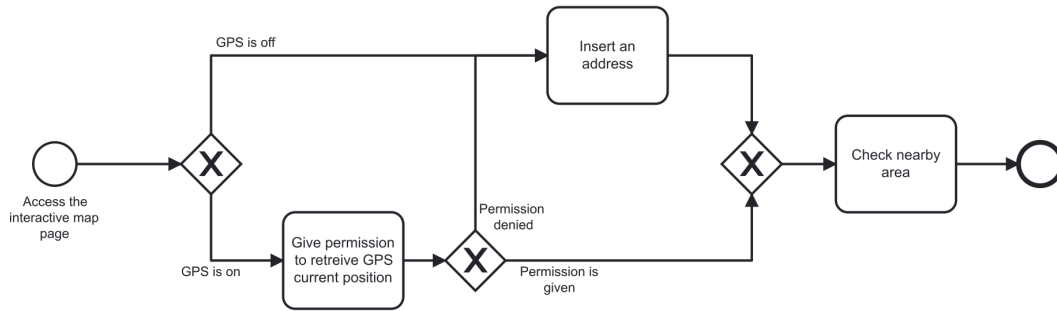 GPS is off
Insert an
address
Access the
interactive map
page
Check nearby
area
Permission
denied
GPS is on
Give permission
to retreive GPS
current position
Permission is
given